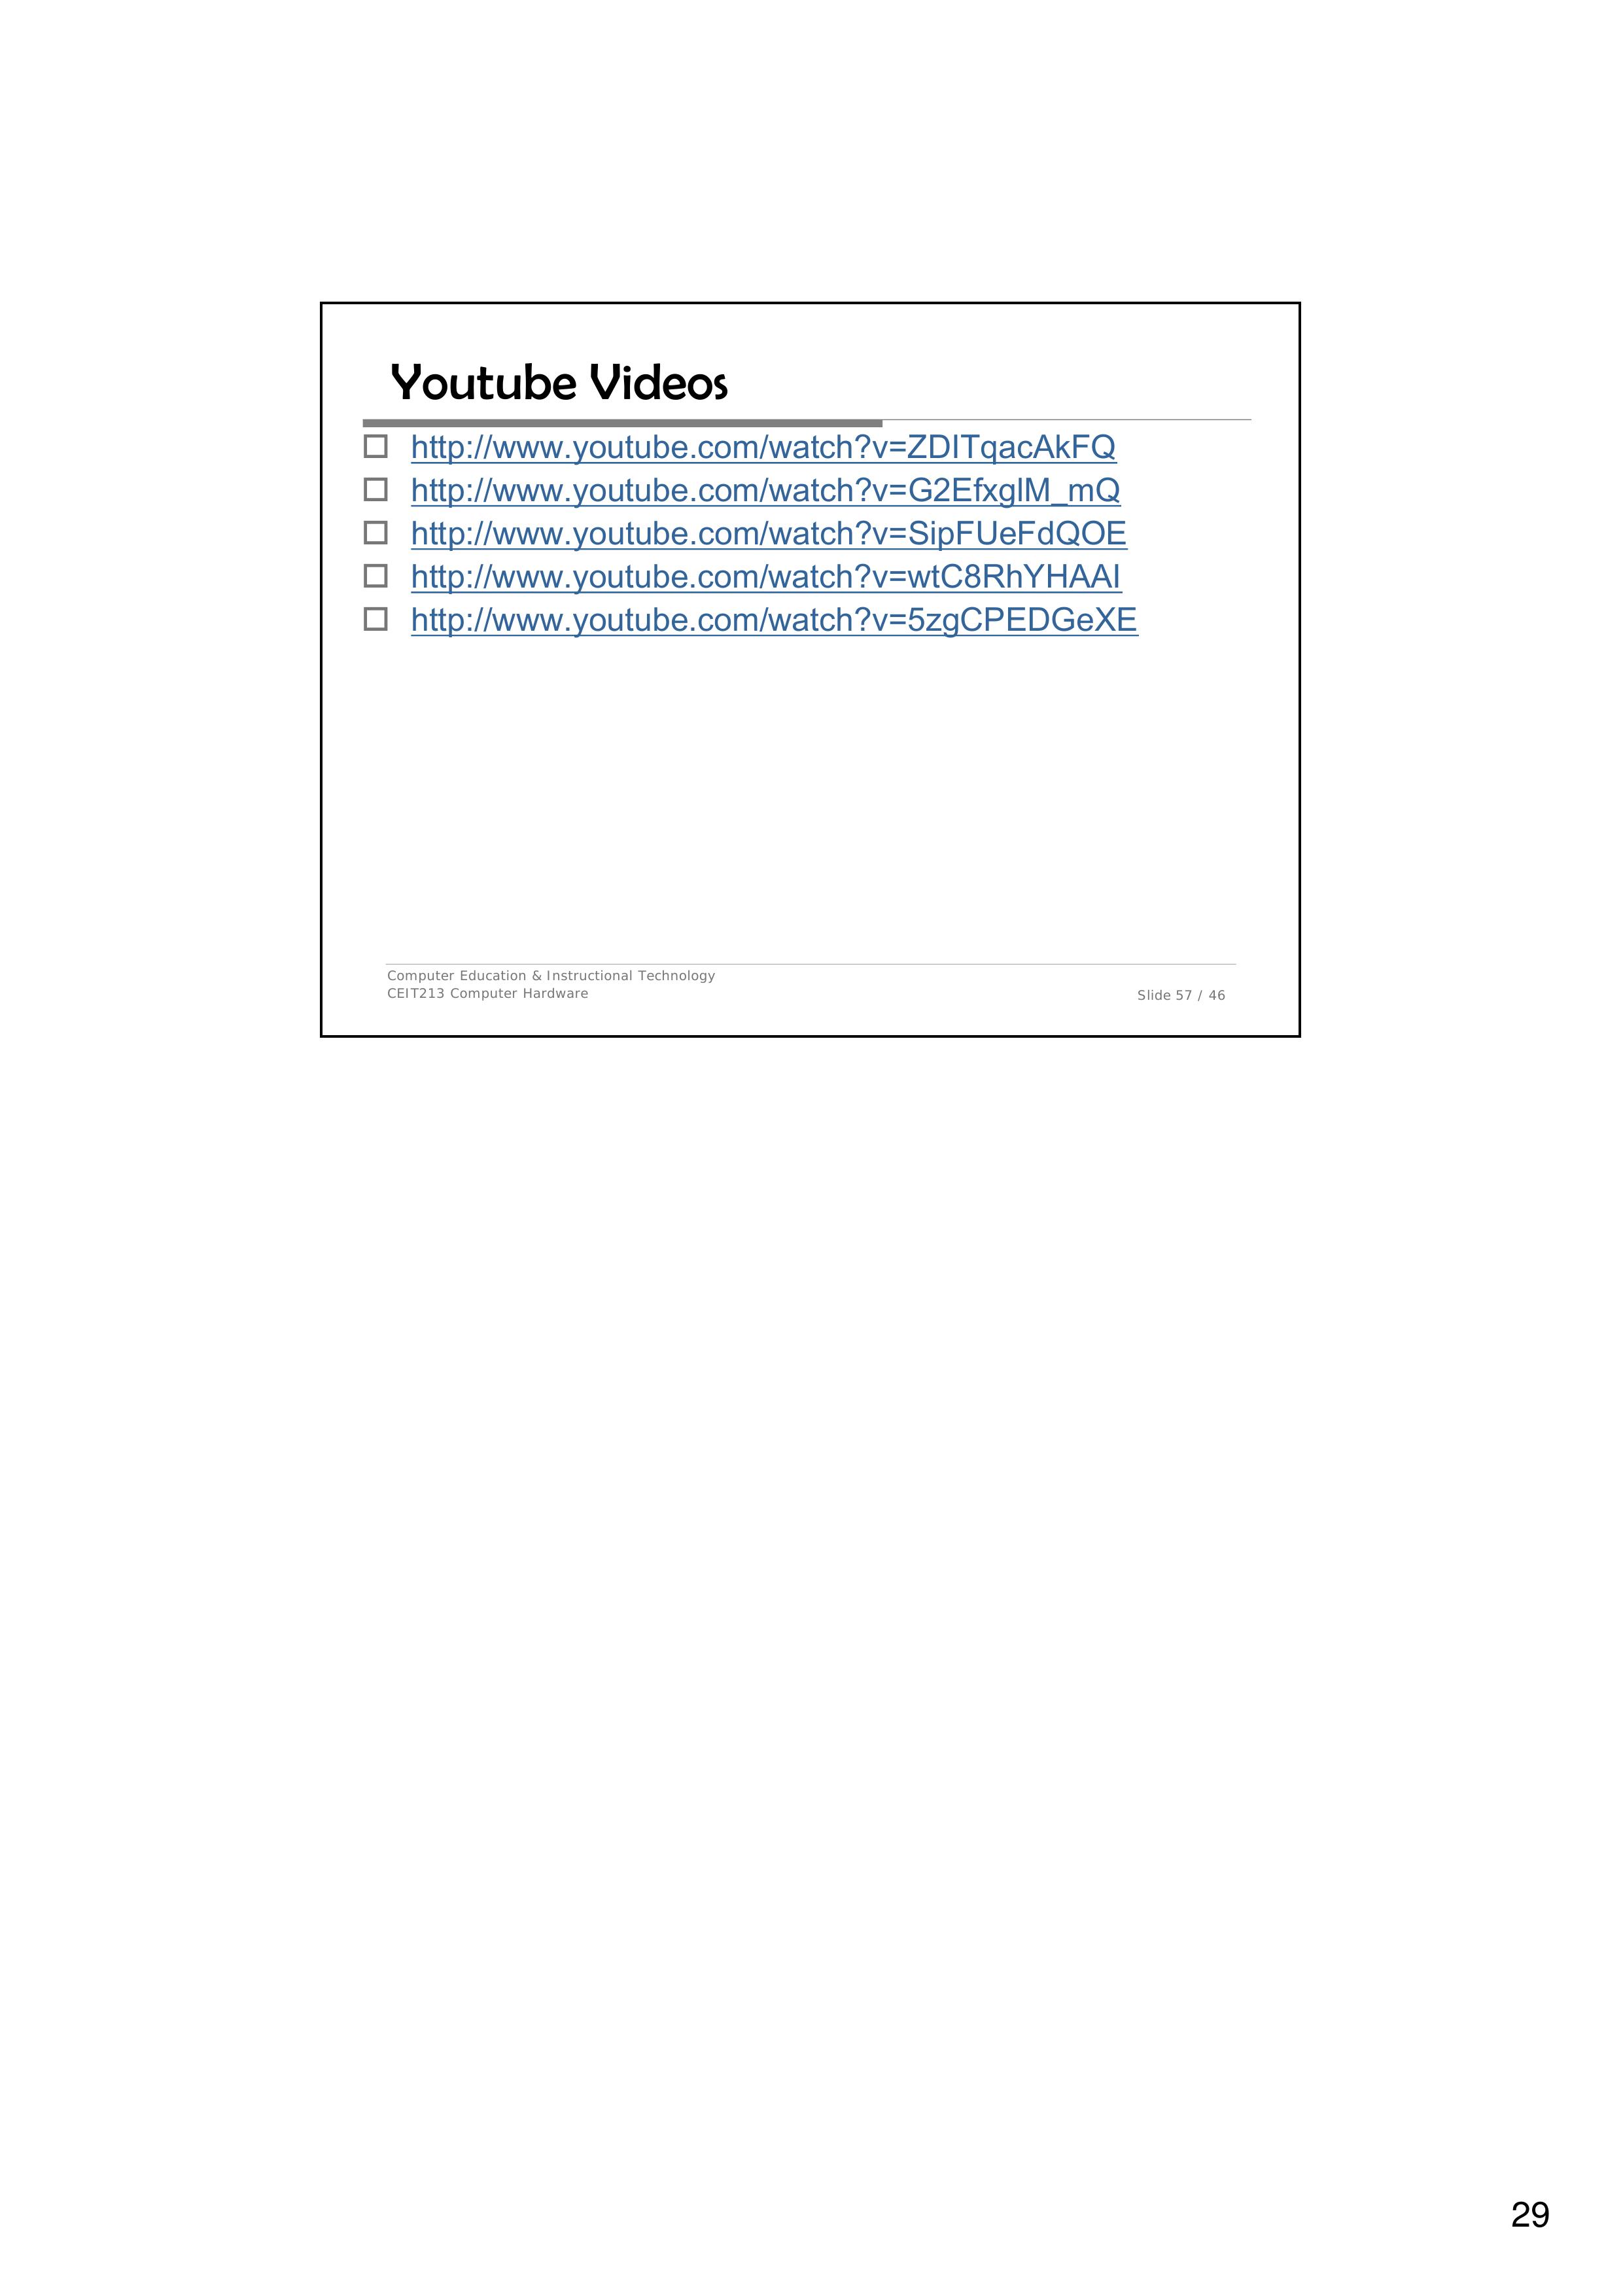 Youtube Videos
http://www.youtube.com/watch?v=ZDITqacAkFQ
http://www.youtube.com/watch?v=G2EfxglM_mQ
http://www.youtube.com/watch?v=SipFUeFdQOE
http://www.youtube.com/watch?v=wtC8RhYHAAI
http://www.youtube.com/watch?v=5zgCPEDGeXE
Computer Education & Instructional Technology
CEIT213 Computer Hardware
Slide 57 / 46
29